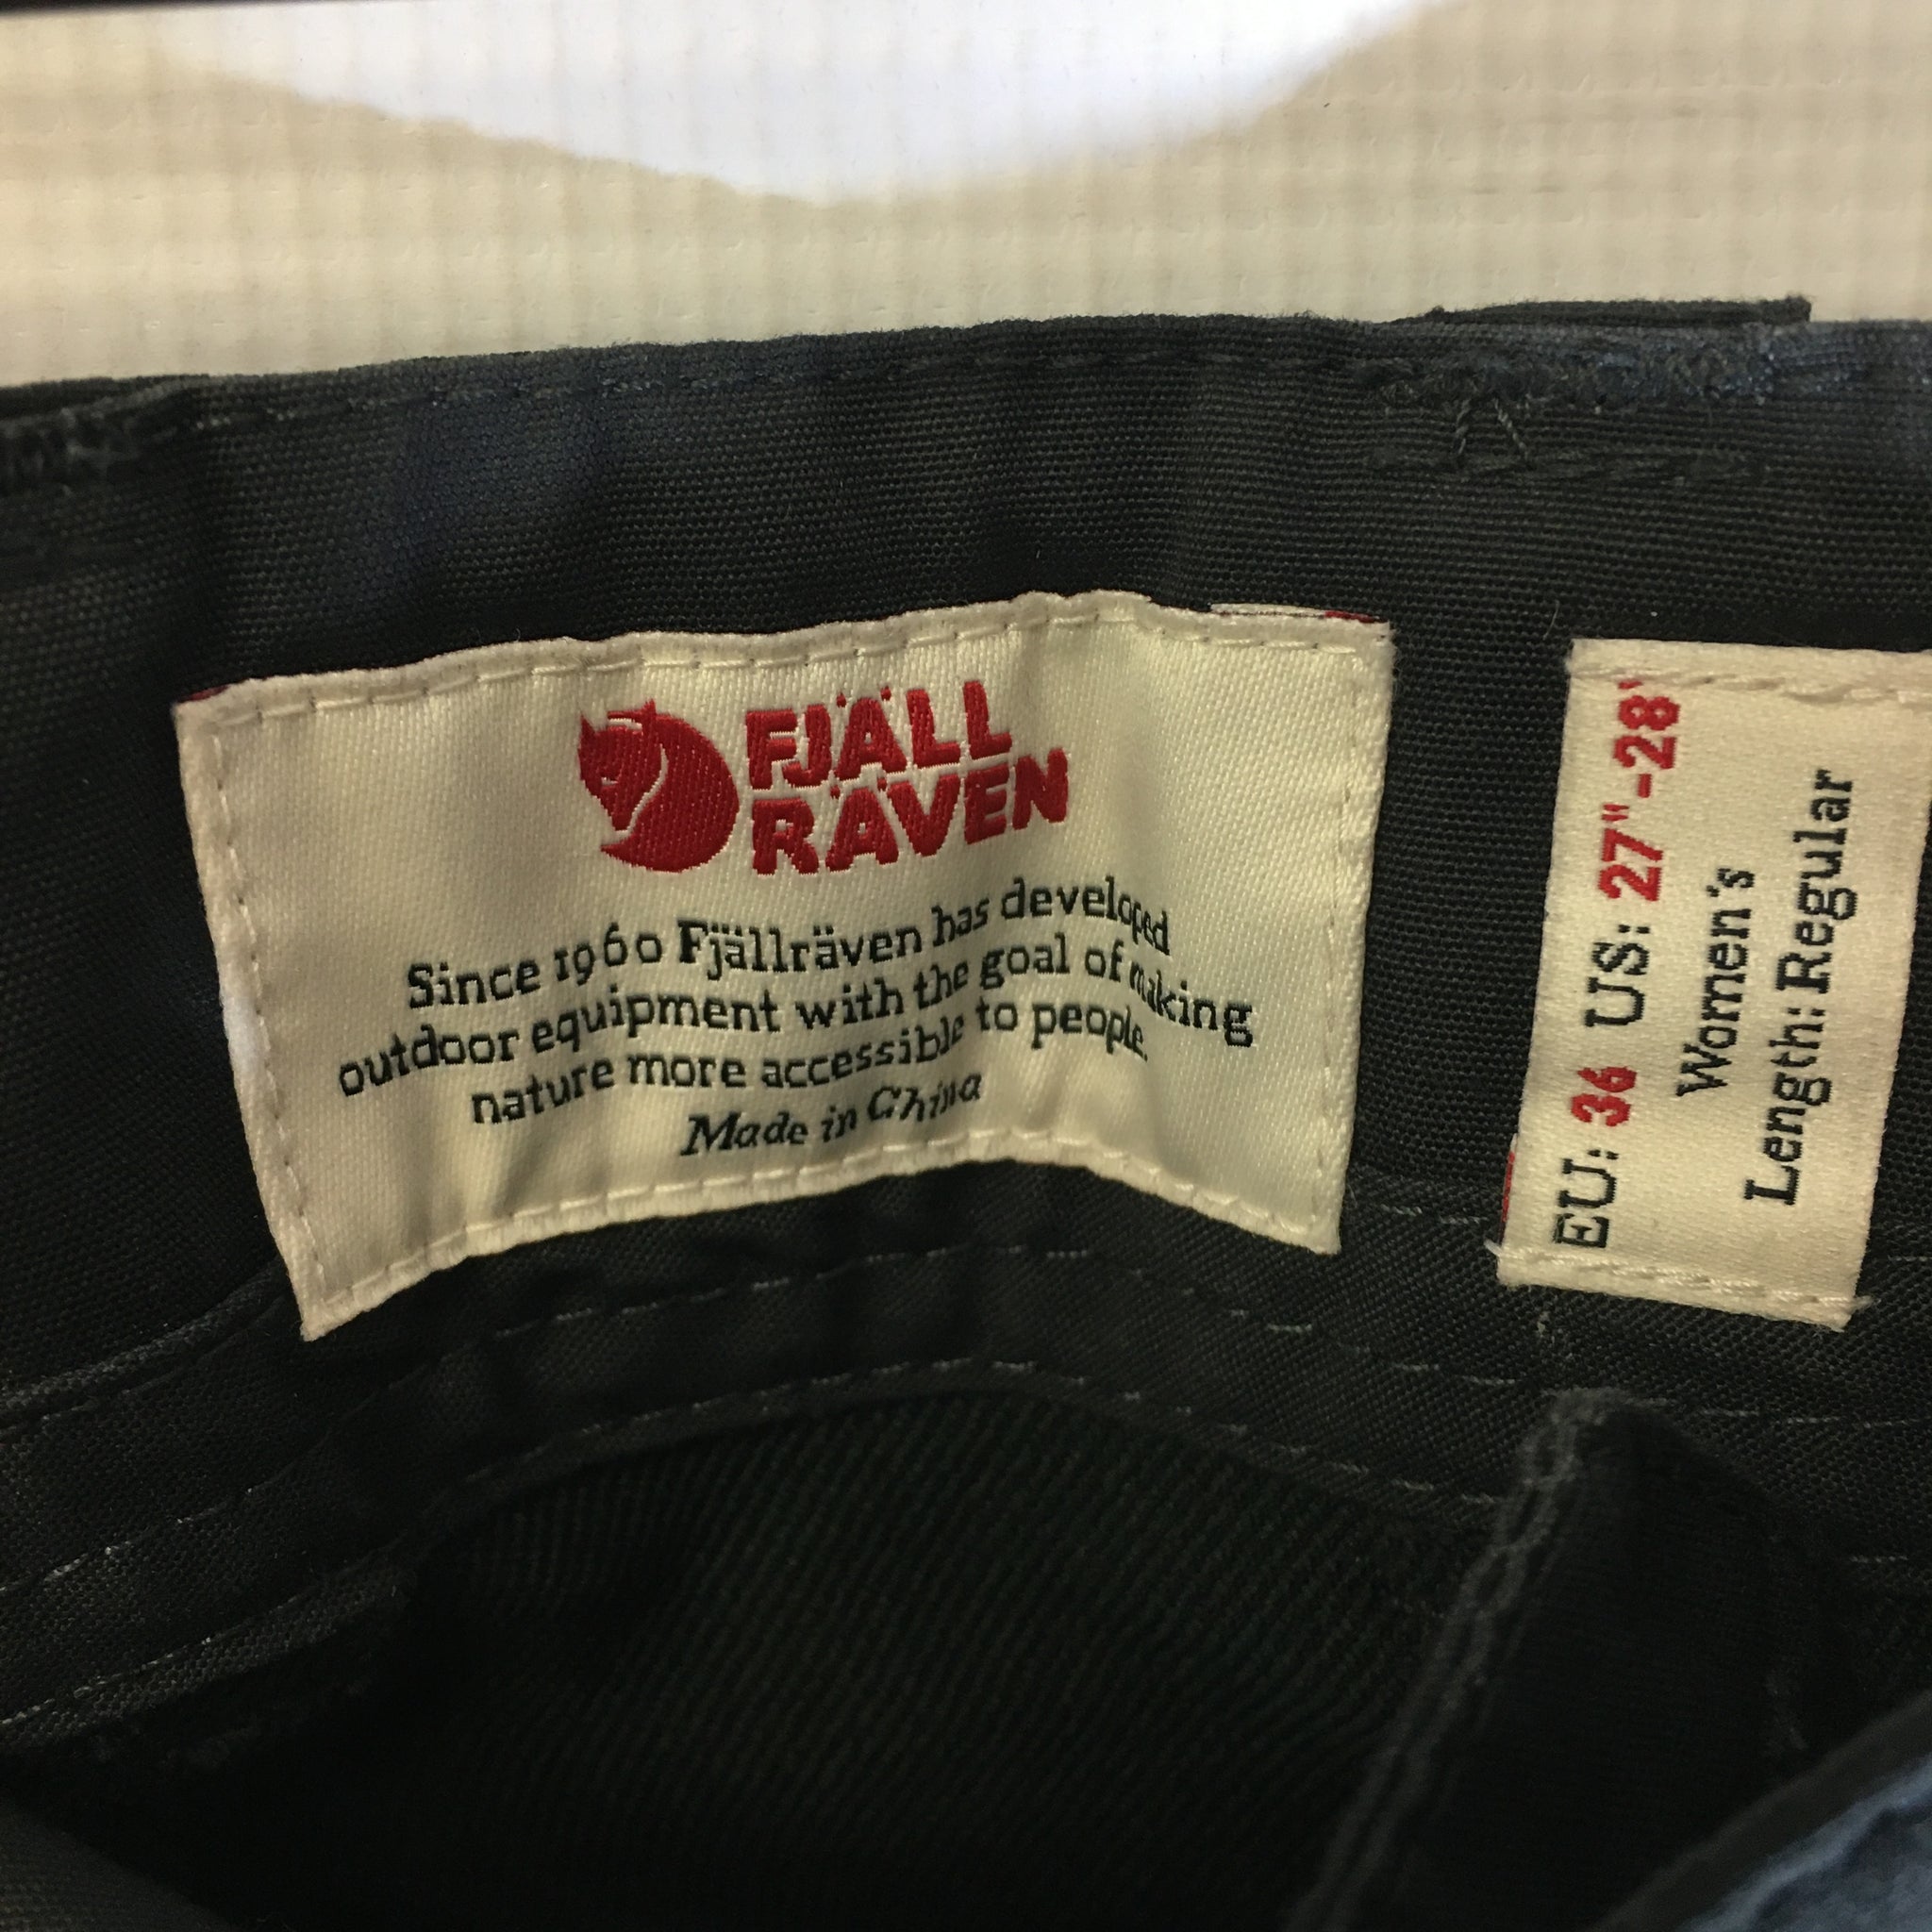 FJÄLL
RÄVEN
Since 1960 Fjällräven has developed
outdoor equipment with the goal of making
nature more accessible to people.
Made in China
EU: 36 US: 27"-28"
Women's
Length: Regular